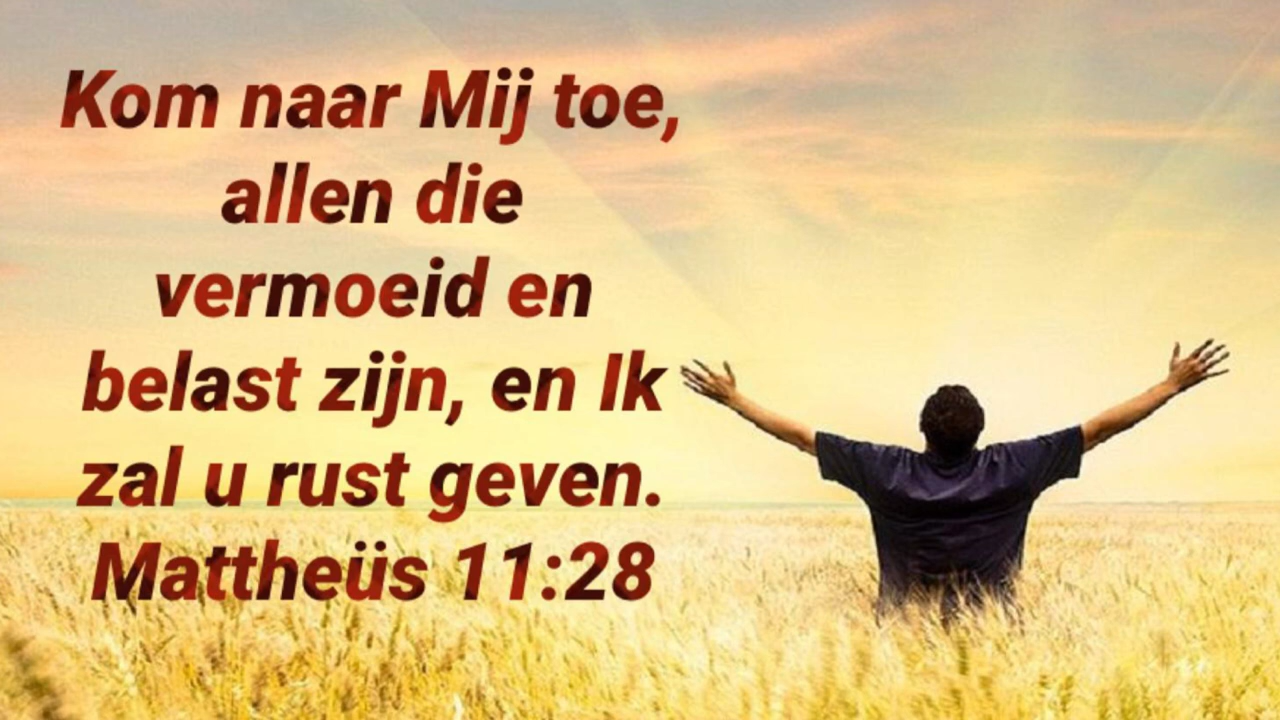 Kom naar Mij toe,
allen die
vermoeid en
belast zijn, en Ik
zal u rust geven.
Mattheüs 11:28